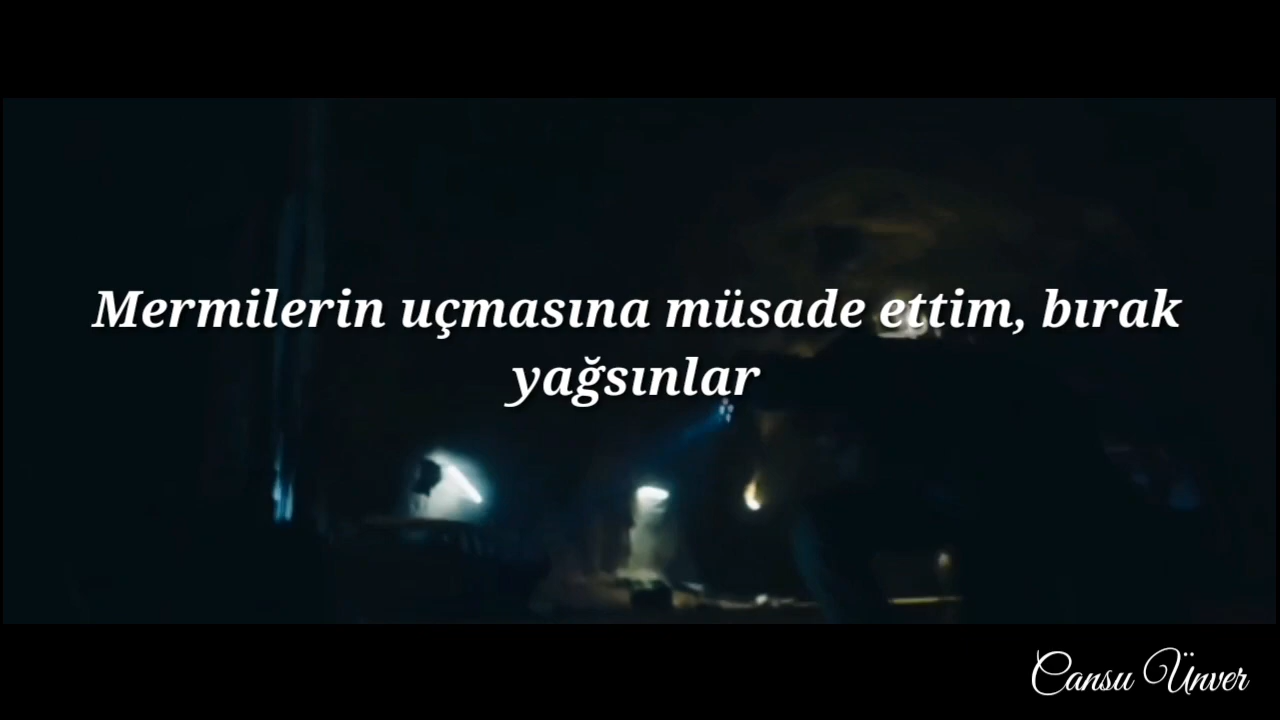 Mermilerin uçmasına müsade ettim, bırak
yağsınlar
Cansu Ünver